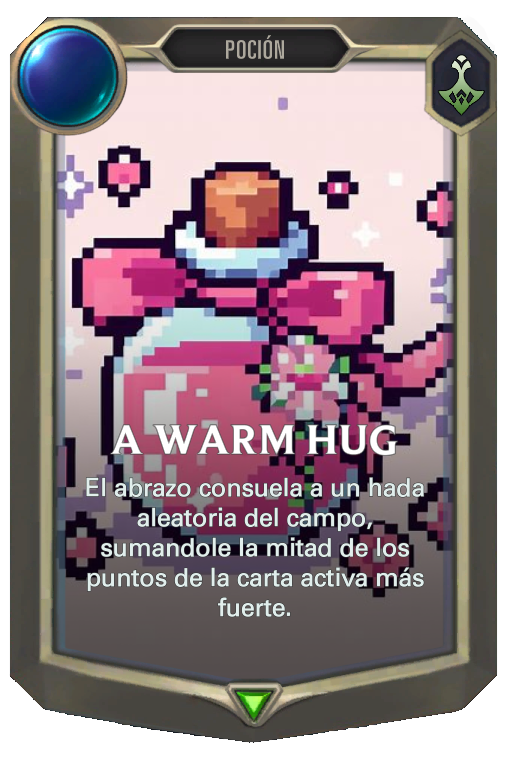 POCIÓN
A WARM HUG
El abrazo consuela a un hada
aleatoria del campo,
sumandole la mitad de los
puntos de la carta activa más
fuerte.